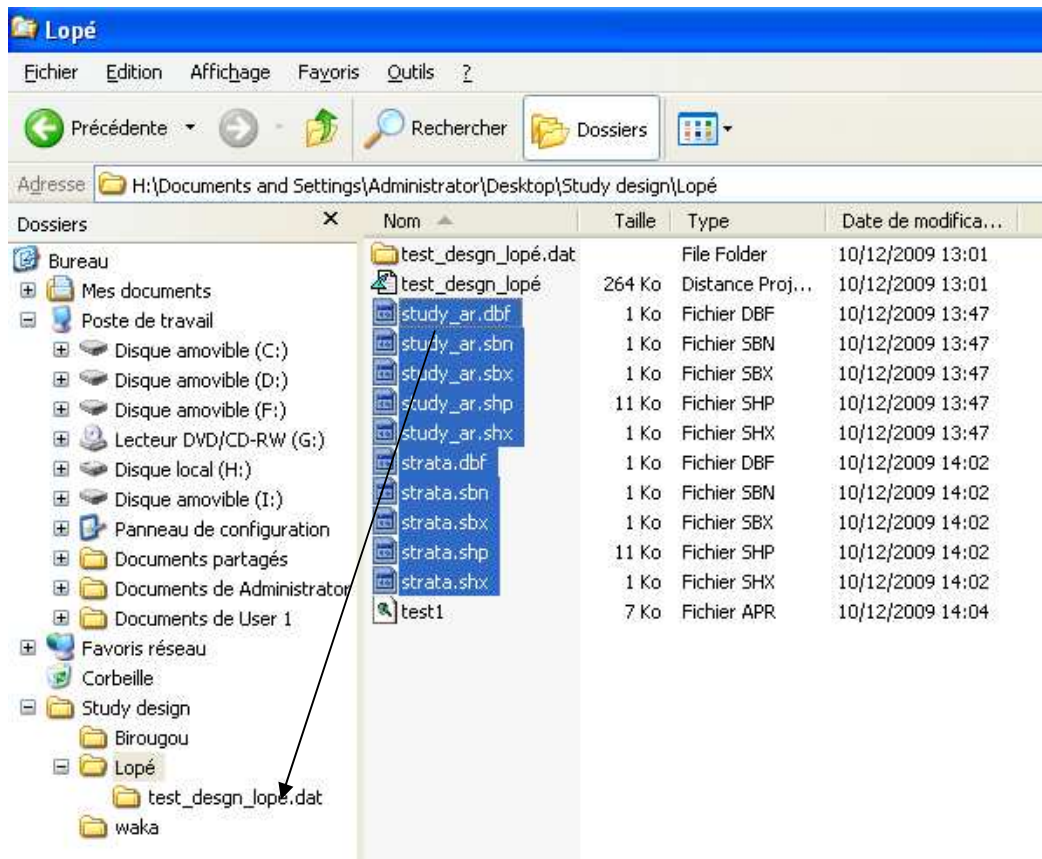 Lopé
Fichier Edition Affichage Favoris Outils ?
Précédente Rechercher Dossiers
Adresse H:\Documents and Settings\Administrator\Desktop\Study design\Lopé
Dossiers X
Bureau
Mes documents
Poste de travail
Disque amovible (C:)
Disque amovible (D:)
Disque amovible (F:)
Lecteur DVD/CD-RW (G:)
Disque local (H:)
Disque amovible (I:)
Panneau de configuration
Documents partagés
Documents de Administrator
Documents de User 1
Favoris réseau
Corbeille
Study design
Birougou
Lopé
test_desgn_lopé.dat
waka
Nom Taille Type Date de modifica...
test_desgn_lopé.dat File Folder 10/12/2009 13:01
test_desgn_lopé 264 Ko Distance Proj... 10/12/2009 13:01
study_ar.dbf 1 Ko Fichier DBF 10/12/2009 13:47
study_ar.sbn 1 Ko Fichier SBN 10/12/2009 13:47
study_ar.sbx 1 Ko Fichier SBX 10/12/2009 13:47
study_ar.shp 11 Ko Fichier SHP 10/12/2009 13:47
study_ar.shx 1 Ko Fichier SHX 10/12/2009 13:47
strata.dbf 1 Ko Fichier DBF 10/12/2009 14:02
strata.sbn 1 Ko Fichier SBN 10/12/2009 14:02
strata.sbx 1 Ko Fichier SBX 10/12/2009 14:02
strata.shp 11 Ko Fichier SHP 10/12/2009 14:02
strata.shx 1 Ko Fichier SHX 10/12/2009 14:02
test1 7 Ko Fichier APR 10/12/2009 14:04